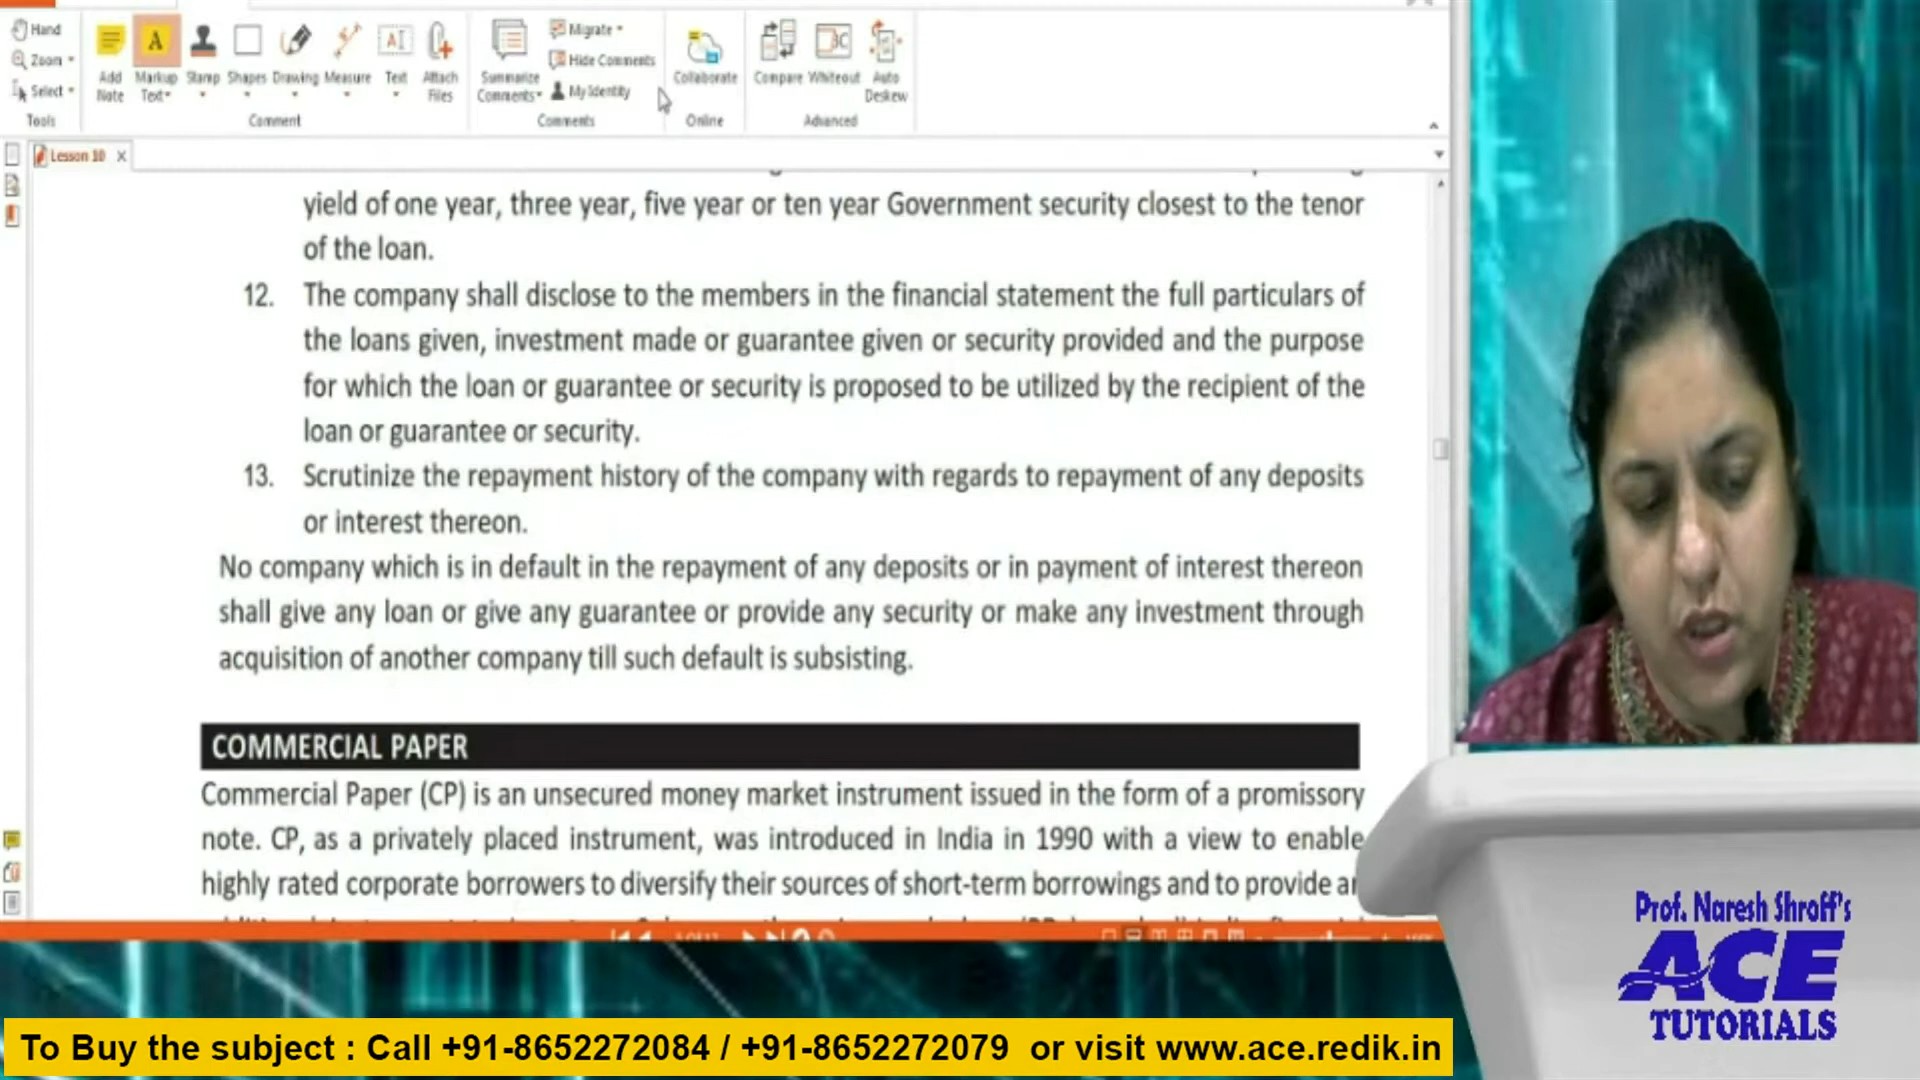 Hand
Zoom
Select
Tools
Add Note
Markup Text
Stamp
Shapes
Drawing
Measure
Text
Attach Files
Comment
Summarize Comments
Migrate
Hide Comments
My Identity
Comments
Collaborate
Online
Compare
Whiteout
Auto Deskew
Advanced
Lesson 10
yield of one year, three year, five year or ten year Government security closest to the tenor
of the loan.
12. The company shall disclose to the members in the financial statement the full particulars of
the loans given, investment made or guarantee given or security provided and the purpose
for which the loan or guarantee or security is proposed to be utilized by the recipient of the
loan or guarantee or security.
13. Scrutinize the repayment history of the company with regards to repayment of any deposits
or interest thereon.
No company which is in default in the repayment of any deposits or in payment of interest thereon
shall give any loan or give any guarantee or provide any security or make any investment through
acquisition of another company till such default is subsisting.
COMMERCIAL PAPER
Commercial Paper (CP) is an unsecured money market instrument issued in the form of a promissory
note. CP, as a privately placed instrument, was introduced in India in 1990 with a view to enable
highly rated corporate borrowers to diversify their sources of short-term borrowings and to provide
Prof. Naresh Shroff's
ACE
TUTORIALS
To Buy the subject : Call +91-8652272084 / +91-8652272079 or visit www.ace.redik.in